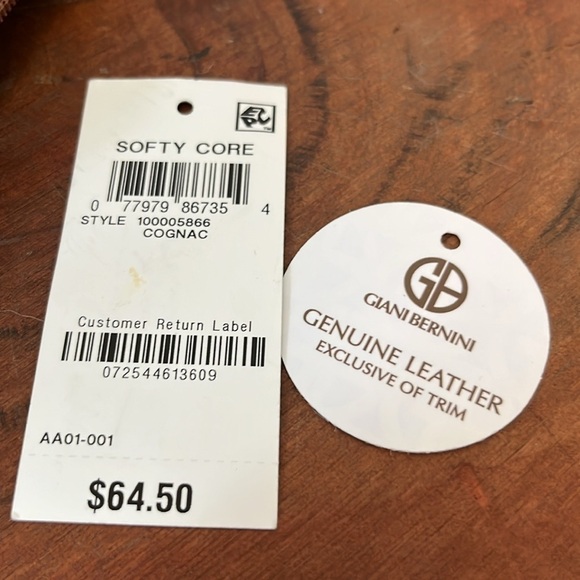 SOFTY CORE
0 77979 86735 4
STYLE 100005866
COGNAC
Customer Return Label
072544613609
AA01-001
$64.50
GB
GIANI BERNINI
GENUINE LEATHER
EXCLUSIVE OF TRIM